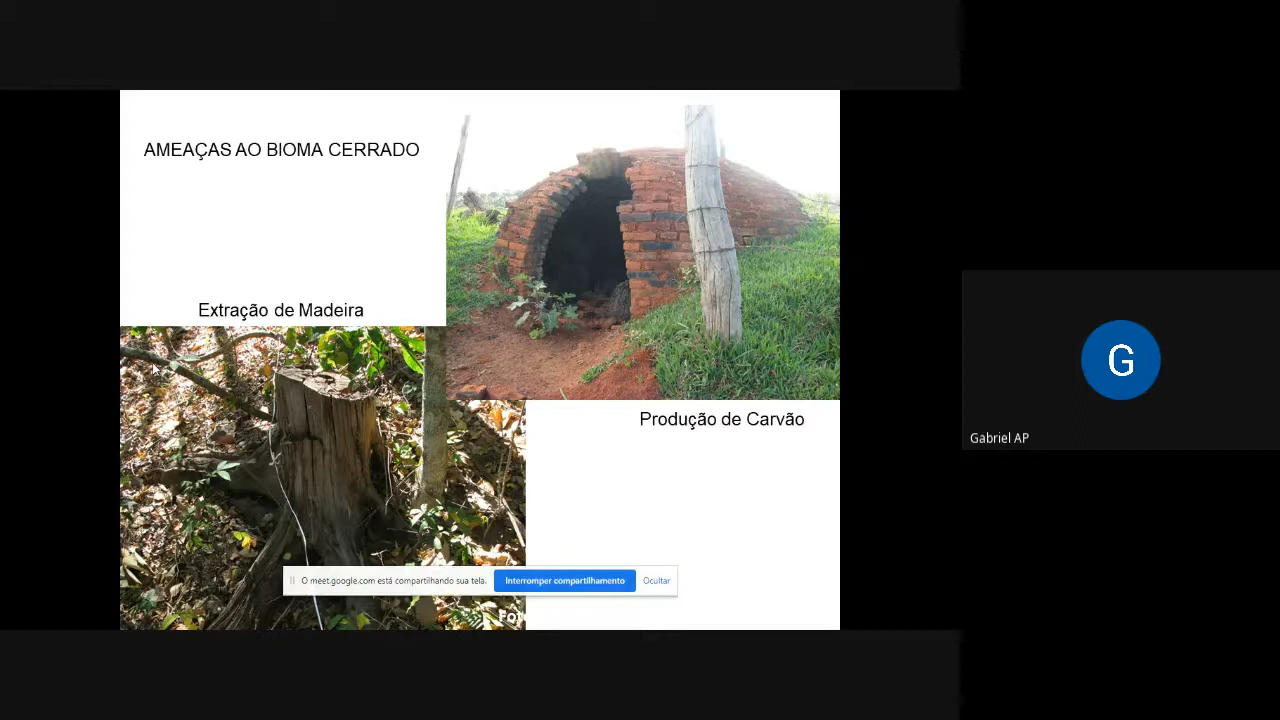 AMEAÇAS AO BIOMA CERRADO
Extração de Madeira
Produção de Carvão
O meet.google.com está compartilhando sua tela. Interromper compartilhamento Ocultar
G
Gabriel AP